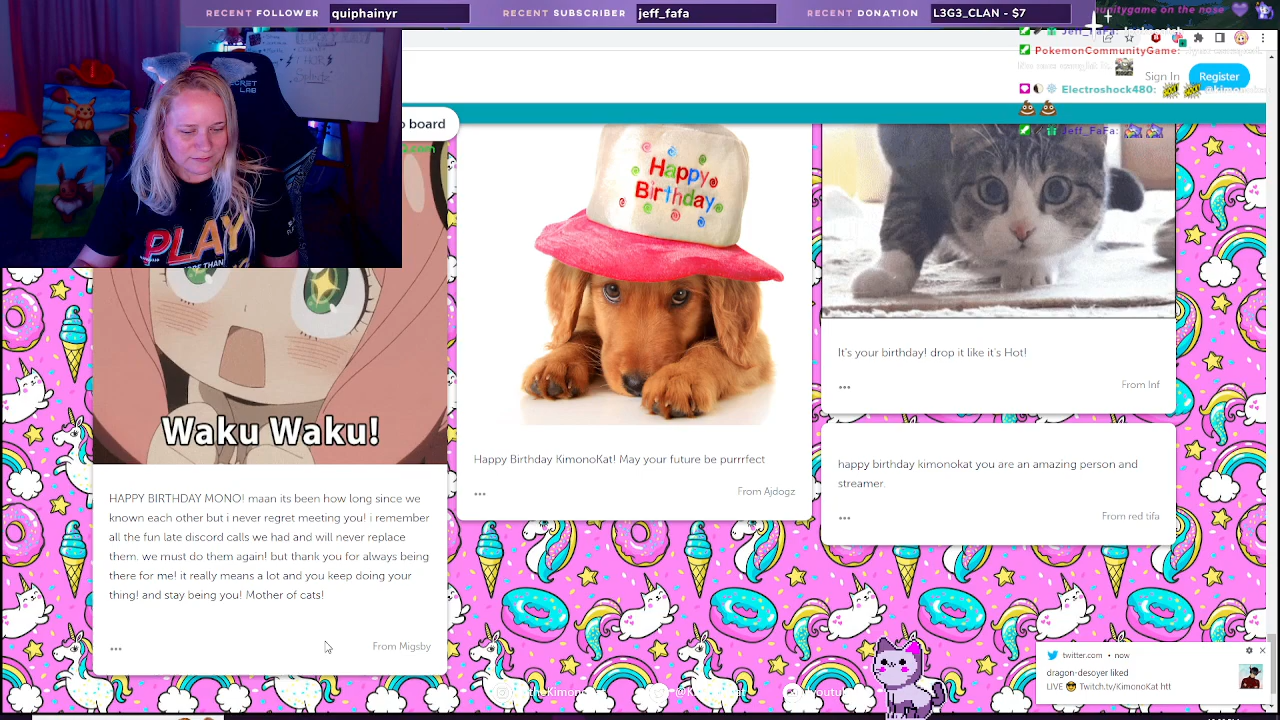 RECENT FOLLOWER quiphainyr RECENT SUBSCRIBER jeff_fafa RECENT DONATION L3G3_CLAN - $7
PokemonCommunityGame:
Sign In Register
Electroshock480:
Jeff_FaFa:
board
SECRET LAB
PLAY
Happy
Birthday
Waku Waku!
HAPPY BIRTHDAY MONO! maan its been how long since we
known each other but i never regret meeting you! i remember
all the fun late discord calls we had and will never replace
them. we must do them again! but thank you for always being
there for me! it really means a lot and you keep doing your
thing! and stay being you! Mother of cats!
From Migsby
Happy Birthday KimonoKat! May your future be purrrfect
From Ajdogz
It's your birthday! drop it like it's Hot!
From Inf
happy birthday kimonokat you are an amazing person and
streamer.
From red tifa
twitter.com • now
dragon-desoyer liked
LIVE 😎 Twitch.tv/KimonoKat htt